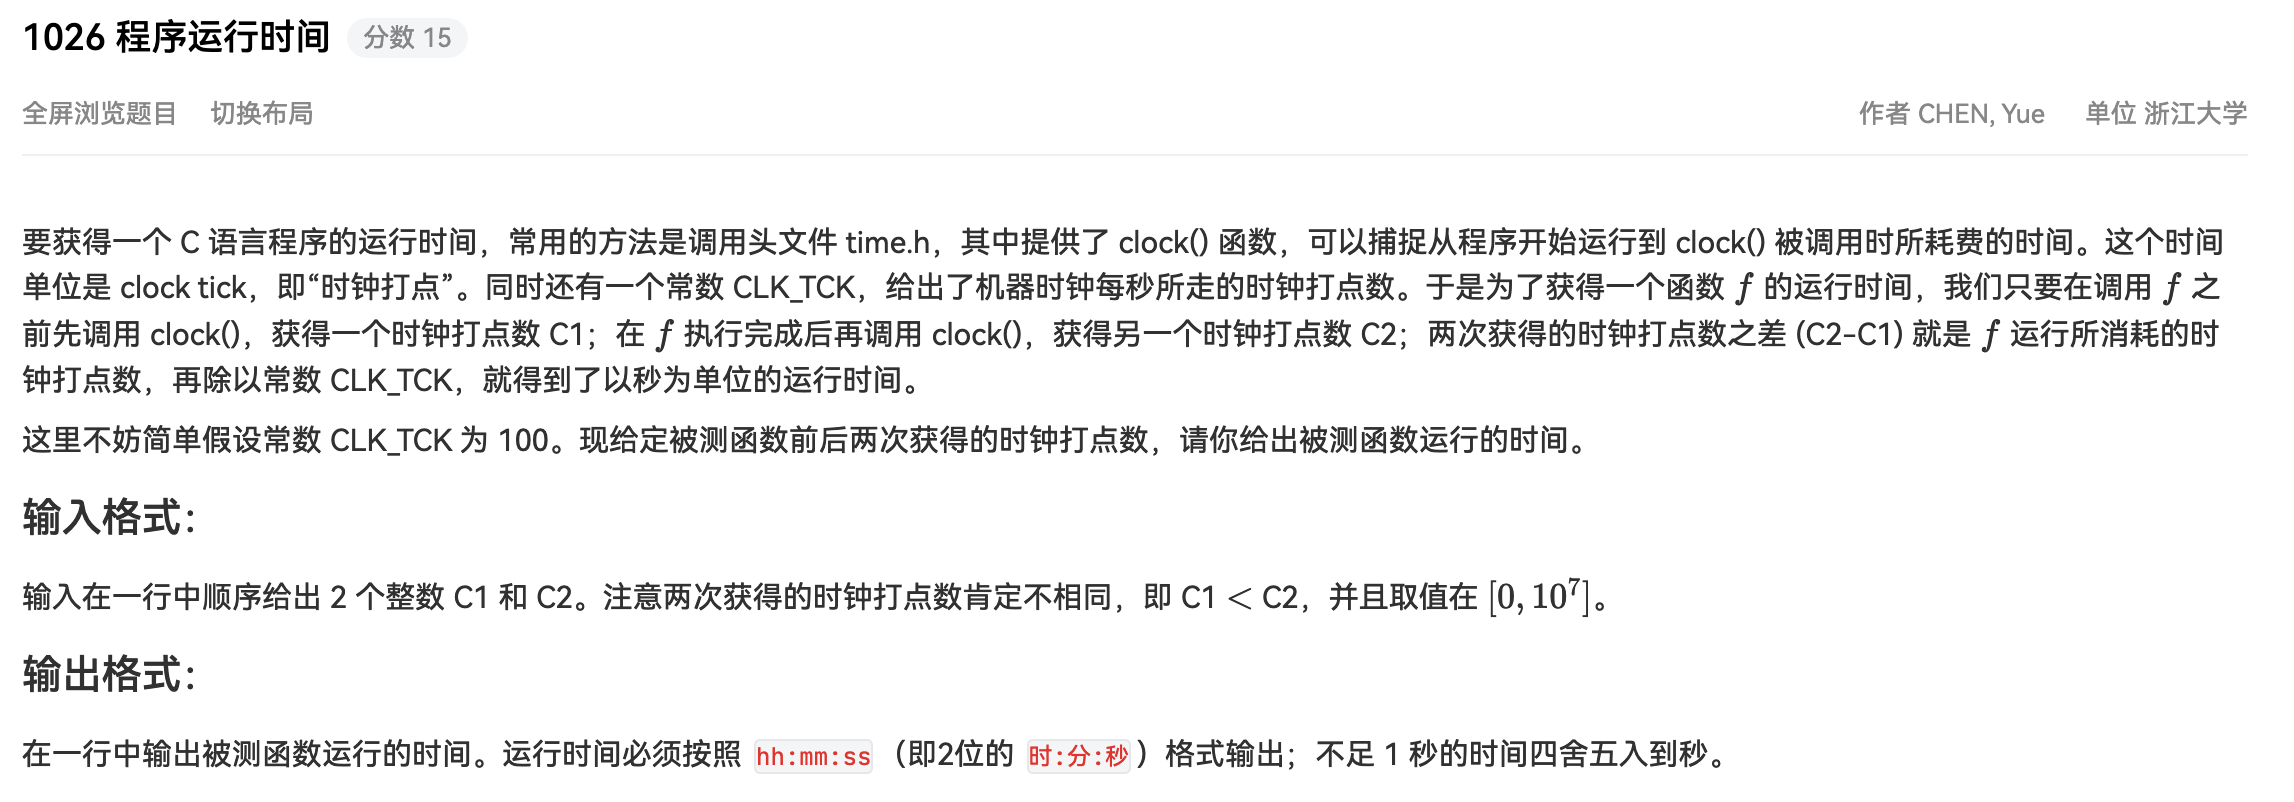 1026 程序运行时间 分数 15
全屏浏览题目 切换布局 作者 CHEN, Yue 单位 浙江大学
要获得一个 C 语言程序的运行时间，常用的方法是调用头文件 time.h，其中提供了 clock() 函数，可以捕捉从程序开始运行到 clock() 被调用时所耗费的时间。这个时间
单位是 clock tick，即“时钟打点”。同时还有一个常数 CLK_TCK，给出了机器时钟每秒所走的时钟打点数。于是为了获得一个函数 f 的运行时间，我们只要在调用 f 之
前先调用 clock()，获得一个时钟打点数 C1；在 f 执行完成后再调用 clock()，获得另一个时钟打点数 C2；两次获得的时钟打点数之差 (C2-C1) 就是 f 运行所消耗的时
钟打点数，再除以常数 CLK_TCK，就得到了以秒为单位的运行时间。
这里不妨简单假设常数 CLK_TCK 为 100。现给定被测函数前后两次获得的时钟打点数，请你给出被测函数运行的时间。
输入格式：
输入在一行中顺序给出 2 个整数 C1 和 C2。注意两次获得的时钟打点数肯定不相同，即 C1 < C2，并且取值在 [0, 10⁷]。
输出格式：
在一行中输出被测函数运行的时间。运行时间必须按照 hh:mm:ss （即2位的 时:分:秒）格式输出；不足 1 秒的时间四舍五入到秒。